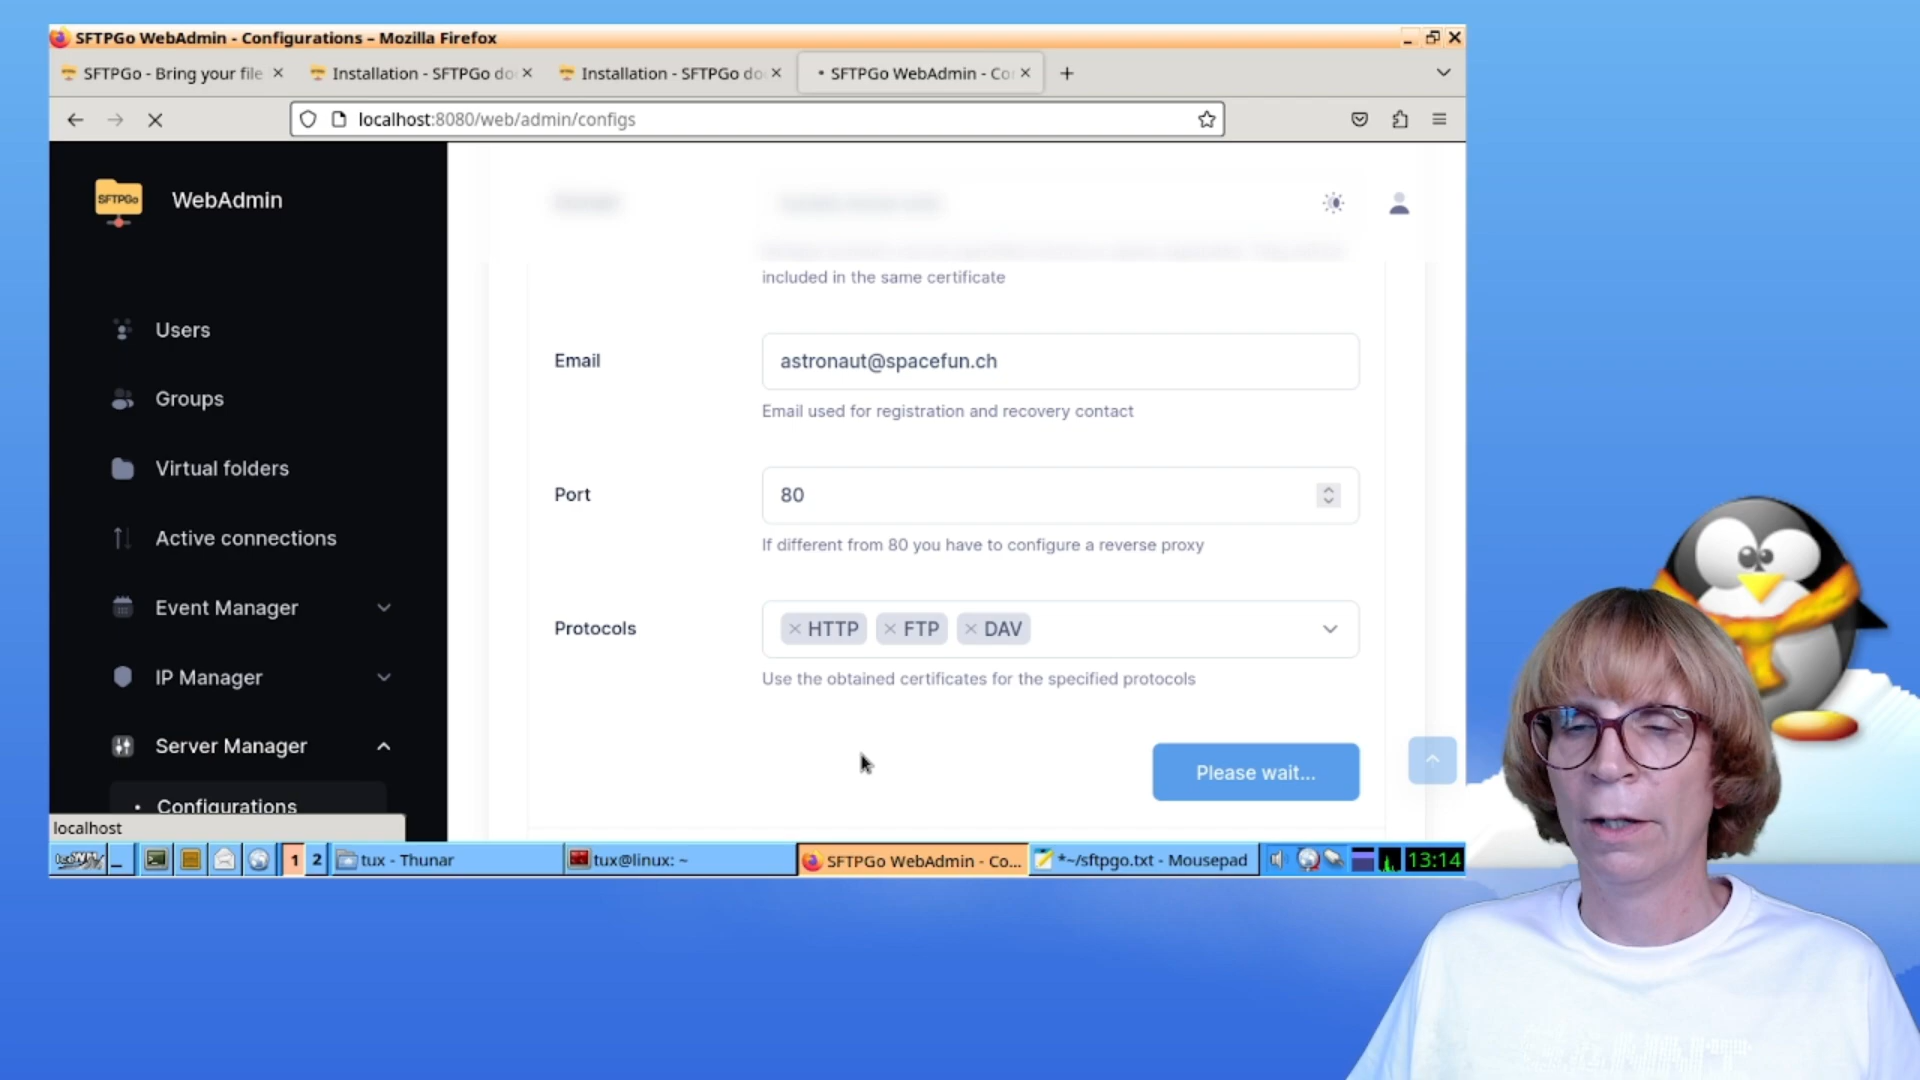 SFTPGo WebAdmin - Configurations – Mozilla Firefox
SFTPGo - Bring your file
Installation - SFTPGo do
Installation - SFTPGo do
SFTPGo WebAdmin - Co
localhost:8080/web/admin/configs
SFTPGo
WebAdmin
included in the same certificate
Users
Groups
Virtual folders
Active connections
Event Manager
IP Manager
Server Manager
Configurations
Email
astronaut@spacefun.ch
Email used for registration and recovery contact
Port
80
If different from 80 you have to configure a reverse proxy
Protocols
× HTTP × FTP × DAV
Use the obtained certificates for the specified protocols
Please wait...
localhost
IceWM
1 2
tux - Thunar
tux@linux: ~
SFTPGo WebAdmin - Co...
*~/sftpgo.txt - Mousepad
13:14